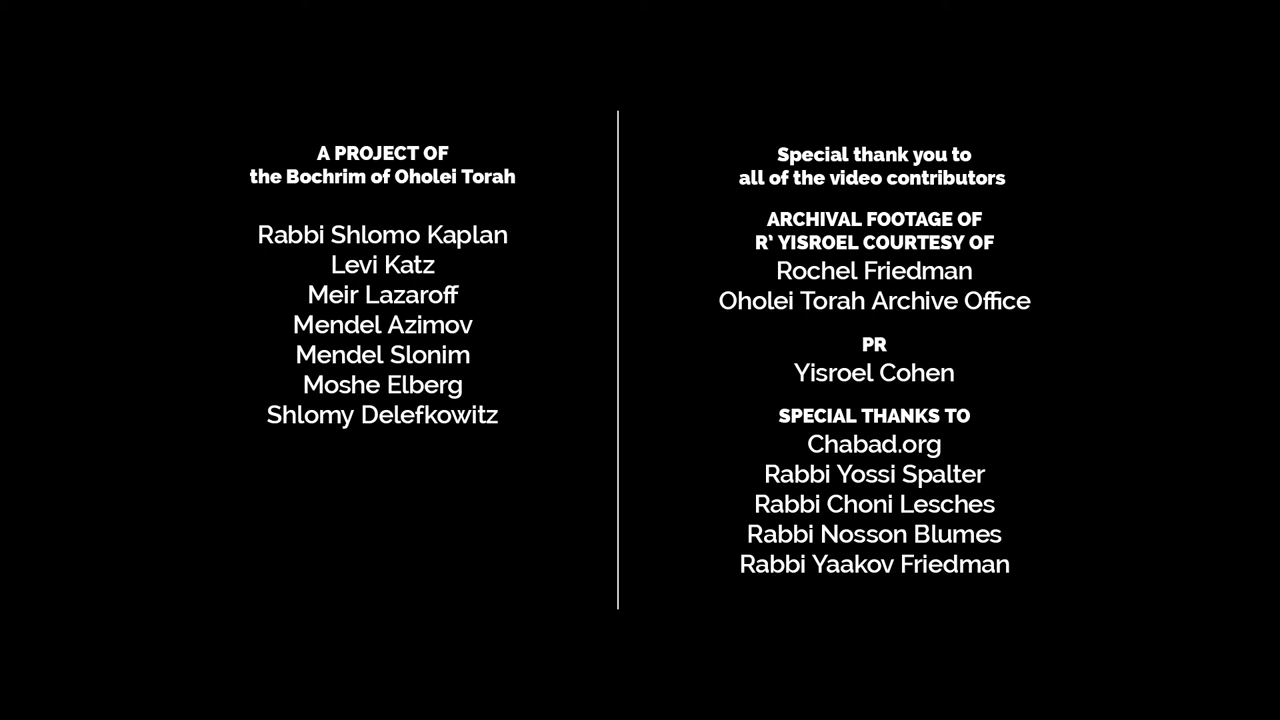 A PROJECT OF
the Bochrim of Oholei Torah
Rabbi Shlomo Kaplan
Levi Katz
Meir Lazaroff
Mendel Azimov
Mendel Slonim
Moshe Elberg
Shlomy Delefkowitz
Special thank you to
all of the video contributors
ARCHIVAL FOOTAGE OF
R' YISROEL COURTESY OF
Rochel Friedman
Oholei Torah Archive Office
PR
Yisroel Cohen
SPECIAL THANKS TO
Chabad.org
Rabbi Yossi Spalter
Rabbi Choni Lesches
Rabbi Nosson Blumes
Rabbi Yaakov Friedman